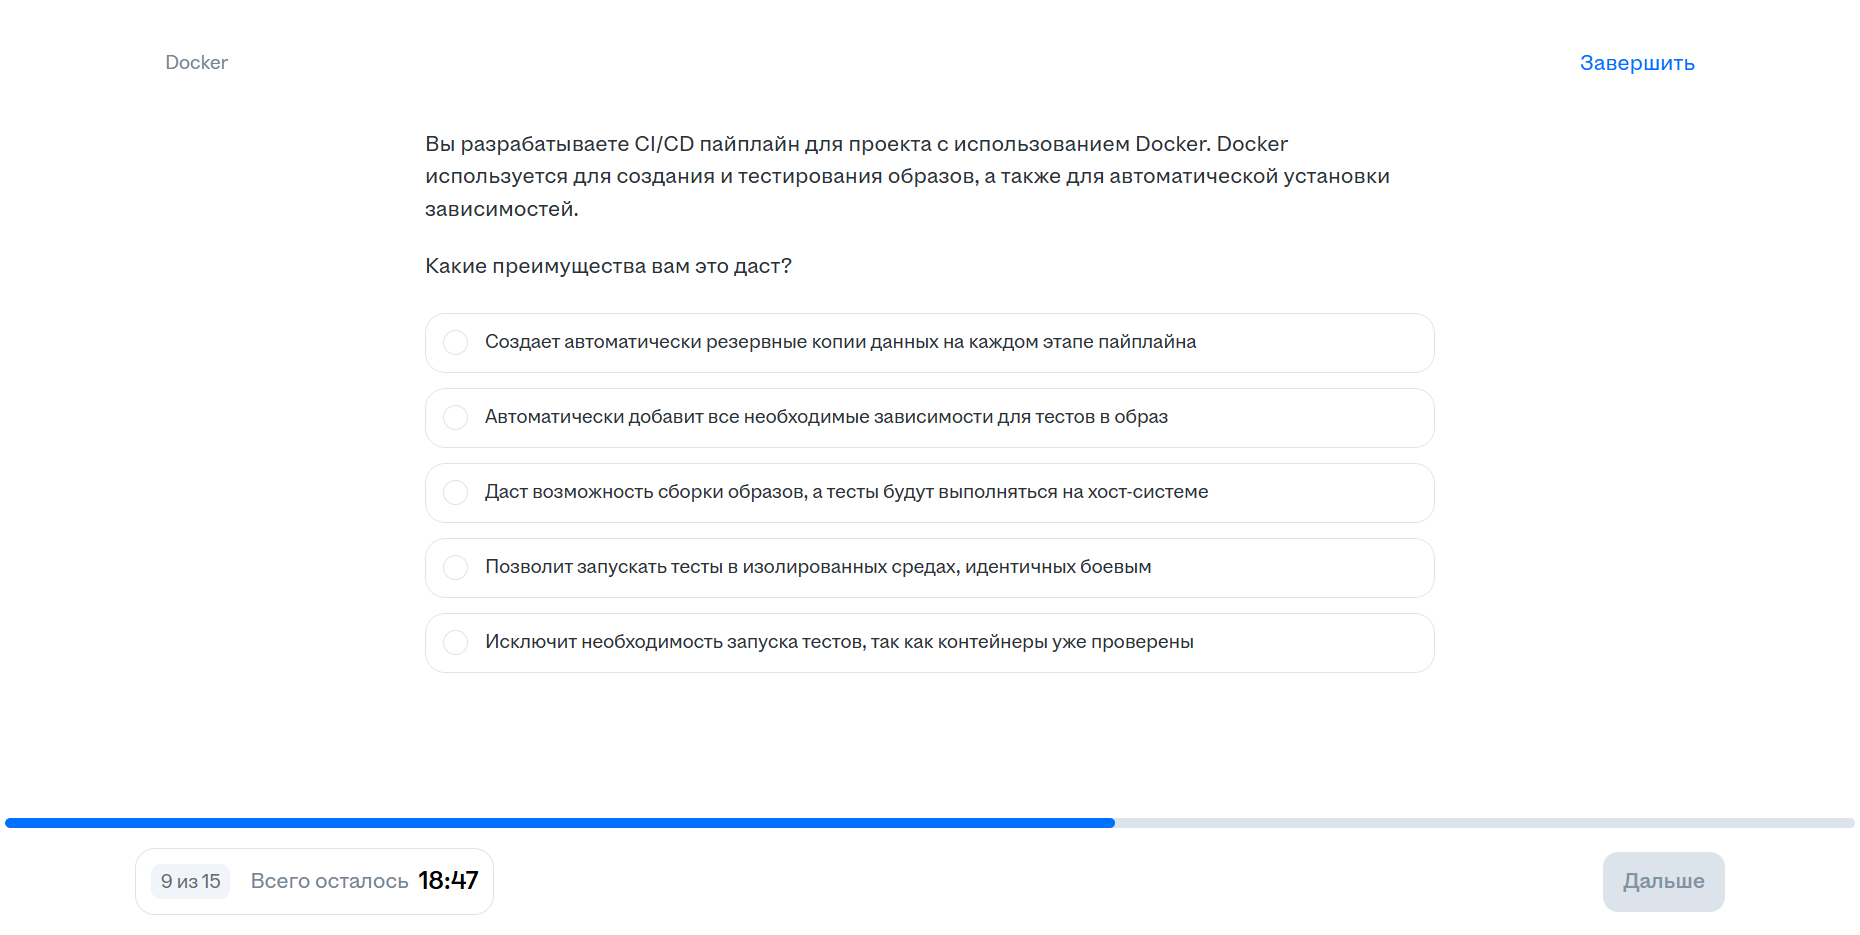 Docker
Завершить
Вы разрабатываете CI/CD пайплайн для проекта с использованием Docker. Docker
используется для создания и тестирования образов, а также для автоматической установки
зависимостей.
Какие преимущества вам это даст?
Создает автоматически резервные копии данных на каждом этапе пайплайна
Автоматически добавит все необходимые зависимости для тестов в образ
Даст возможность сборки образов, а тесты будут выполняться на хост-системе
Позволит запускать тесты в изолированных средах, идентичных боевым
Исключит необходимость запуска тестов, так как контейнеры уже проверены
9 из 15
Всего осталось 18:47
Дальше